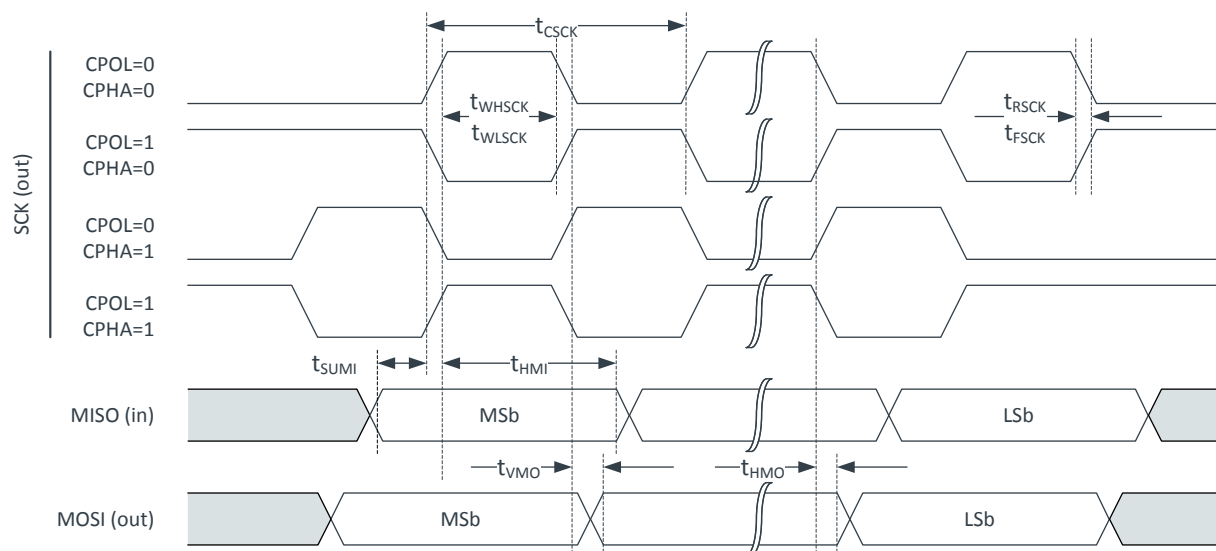 tCSCK
SCK (out)
CPOL=0
CPHA=0
tWHSCK
tWLSCK
tRSCK
tFSCK
CPOL=1
CPHA=0
CPOL=0
CPHA=1
CPOL=1
CPHA=1
tSUMI
tHMI
MISO (in)
MSb
LSb
tVMO
tHMO
MOSI (out)
MSb
LSb